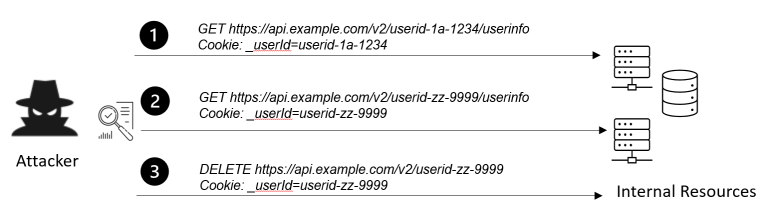 1
GET https://api.example.com/v2/userid-1a-1234/userinfo
Cookie: _userId=userid-1a-1234
2
GET https://api.example.com/v2/userid-zz-9999/userinfo
Cookie: _userId=userid-zz-9999
Attacker
3
DELETE https://api.example.com/v2/userid-zz-9999
Cookie: _userId=userid-zz-9999
Internal Resources